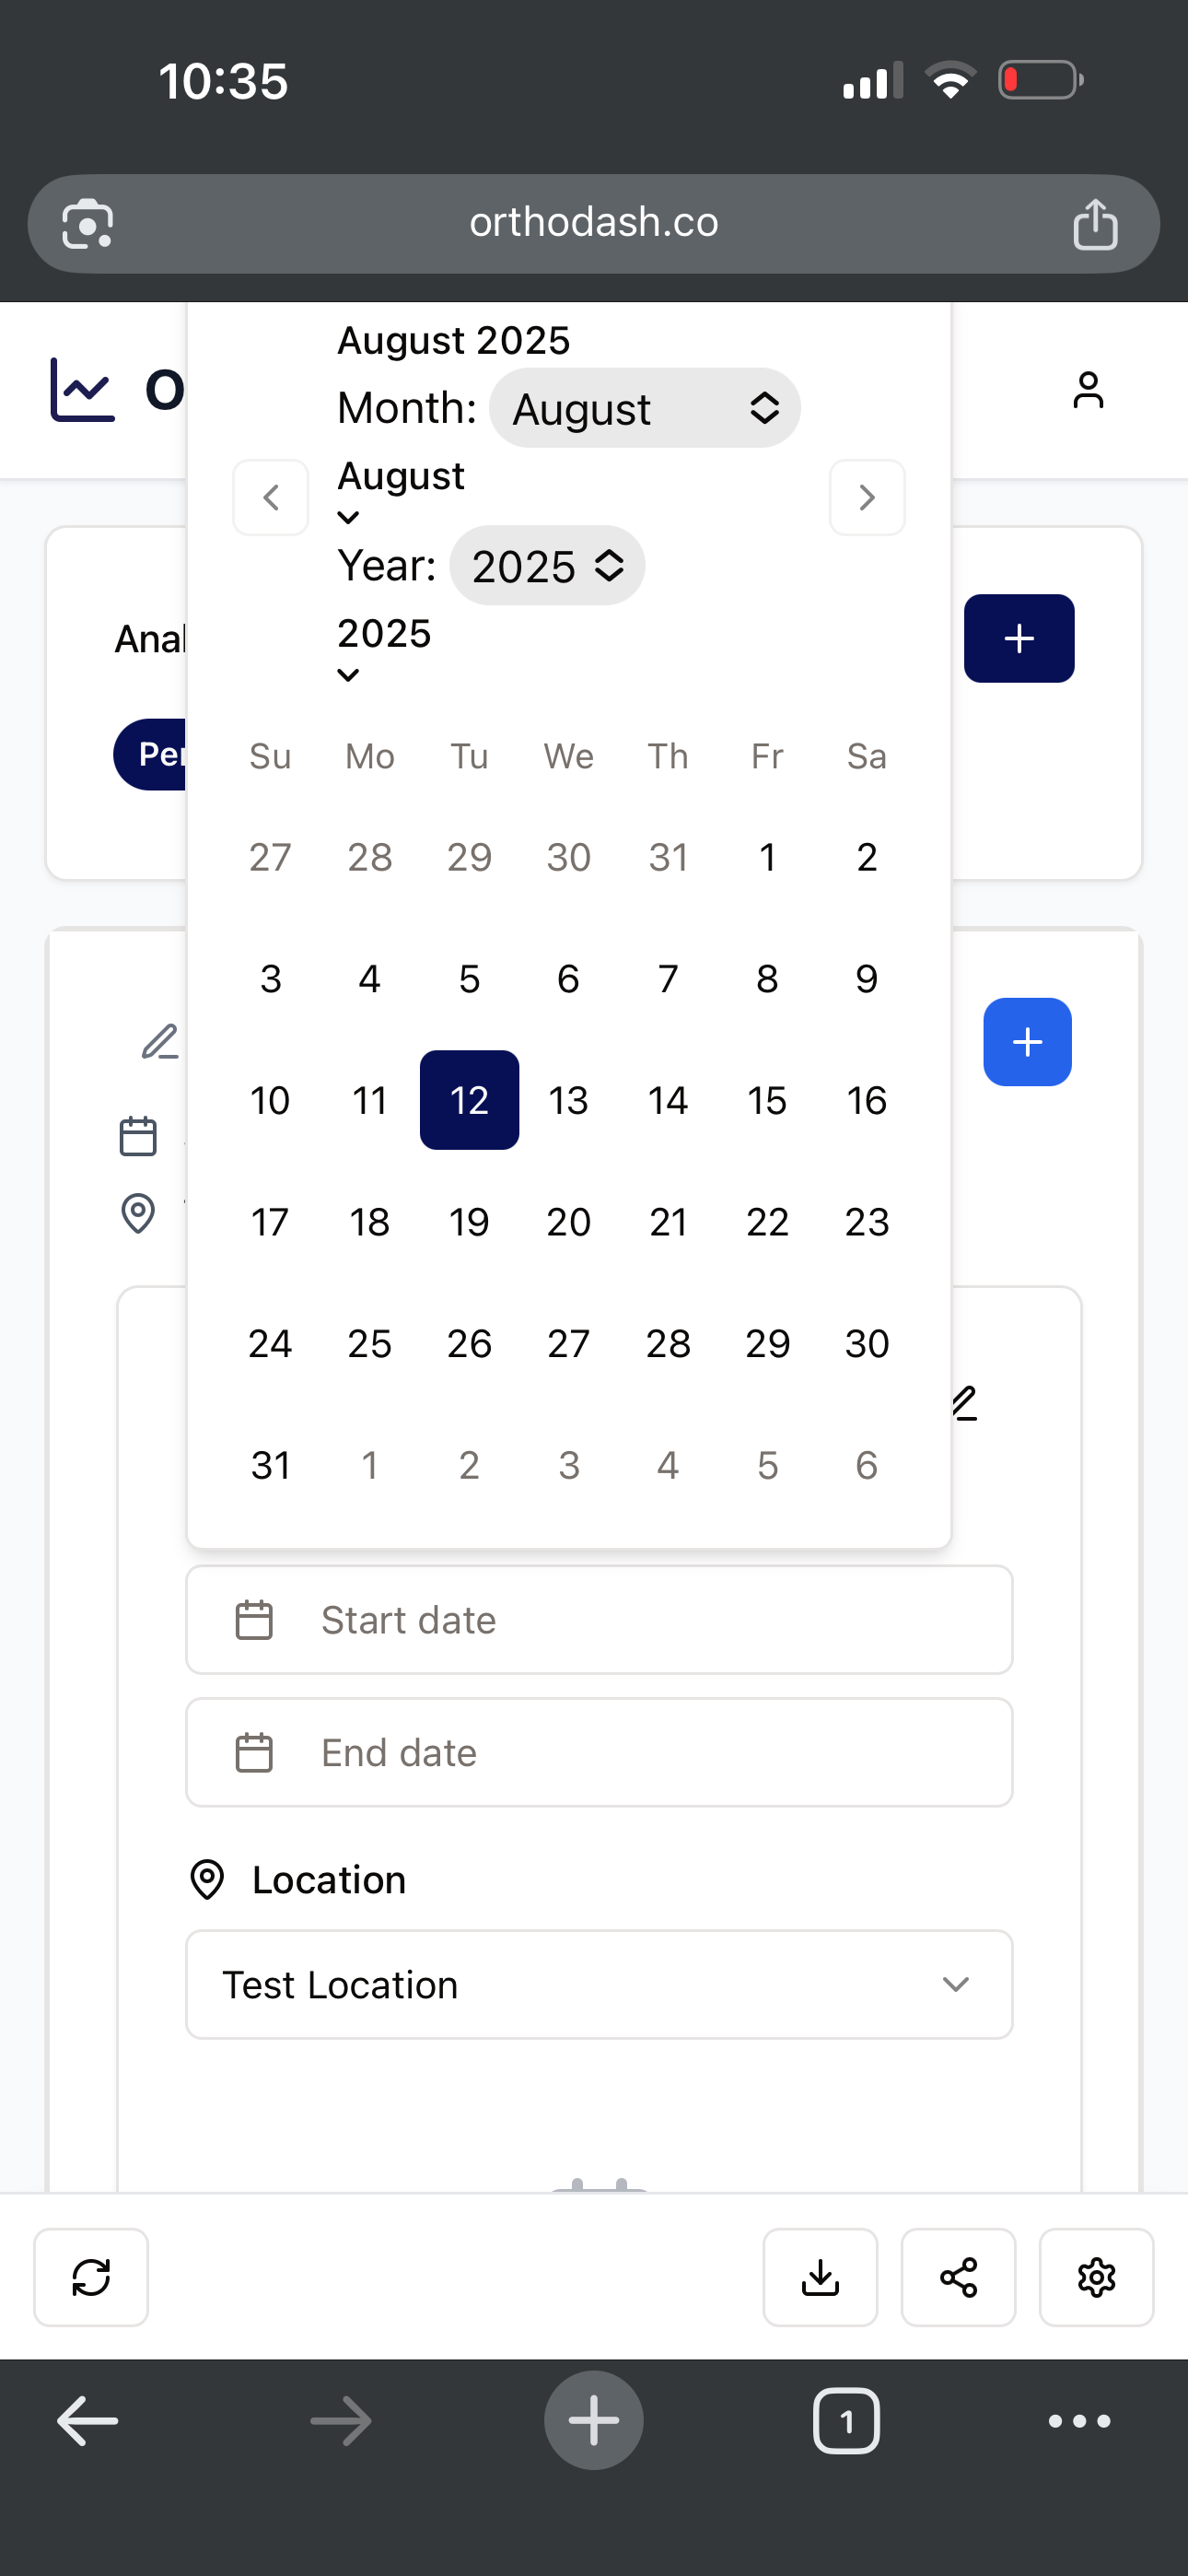 10:35
orthodash.co
August 2025
Month: August
August
Year: 2025
2025
Su Mo Tu We Th Fr Sa
27 28 29 30 31 1 2
3 4 5 6 7 8 9
10 11 12 13 14 15 16
17 18 19 20 21 22 23
24 25 26 27 28 29 30
31 1 2 3 4 5 6
Start date
End date
Location
Test Location
1